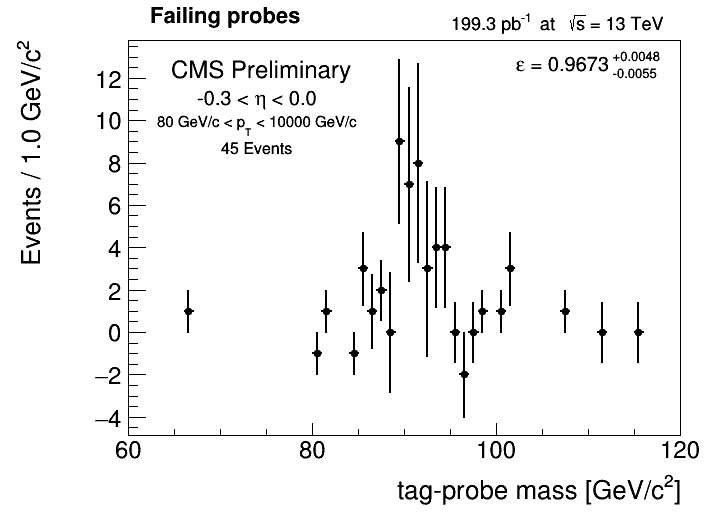 Failing probes
199.3 pb⁻¹ at √s = 13 TeV
CMS Preliminary
ε = 0.9673 +0.0048 -0.0055
-0.3 < η < 0.0
80 GeV/c < p_T < 10000 GeV/c
45 Events
Events / 1.0 GeV/c²
12
10
8
6
4
2
0
−2
−4
60 80 100 120
tag-probe mass [GeV/c²]